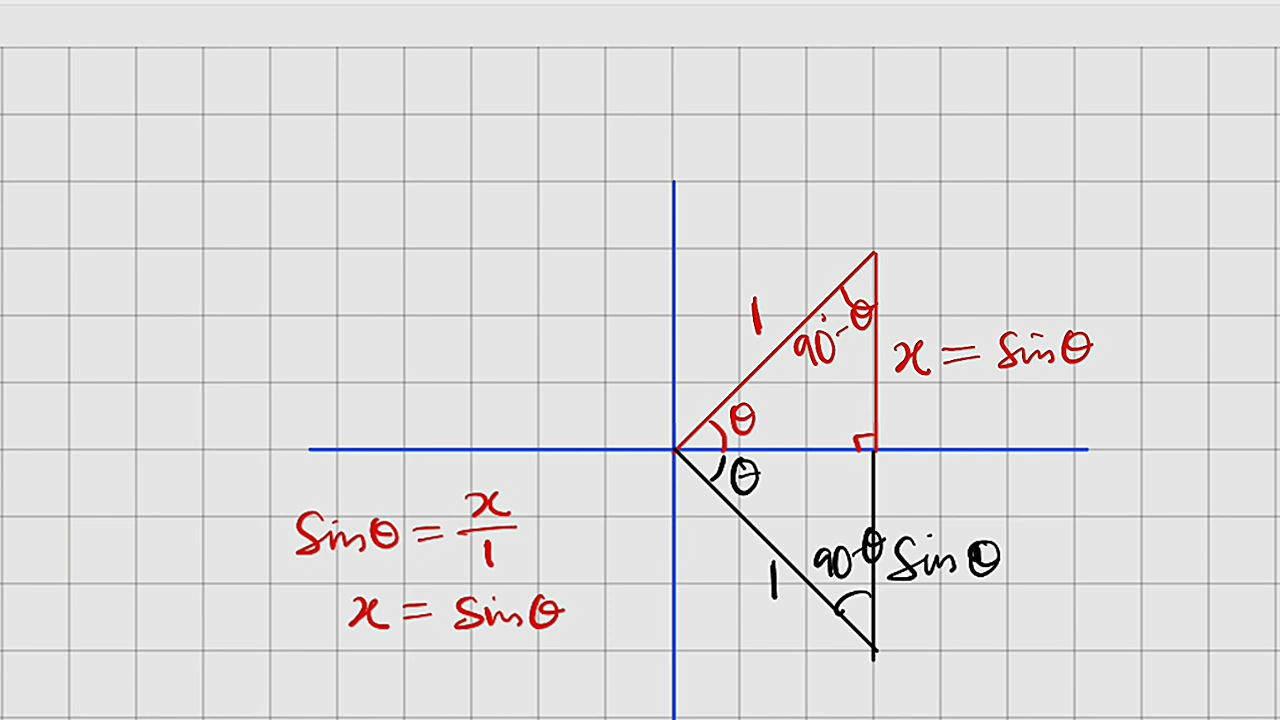 1
90°-θ
x = sinθ
θ
θ
sinθ = x/1
x = sinθ
90-θ
sinθ
1